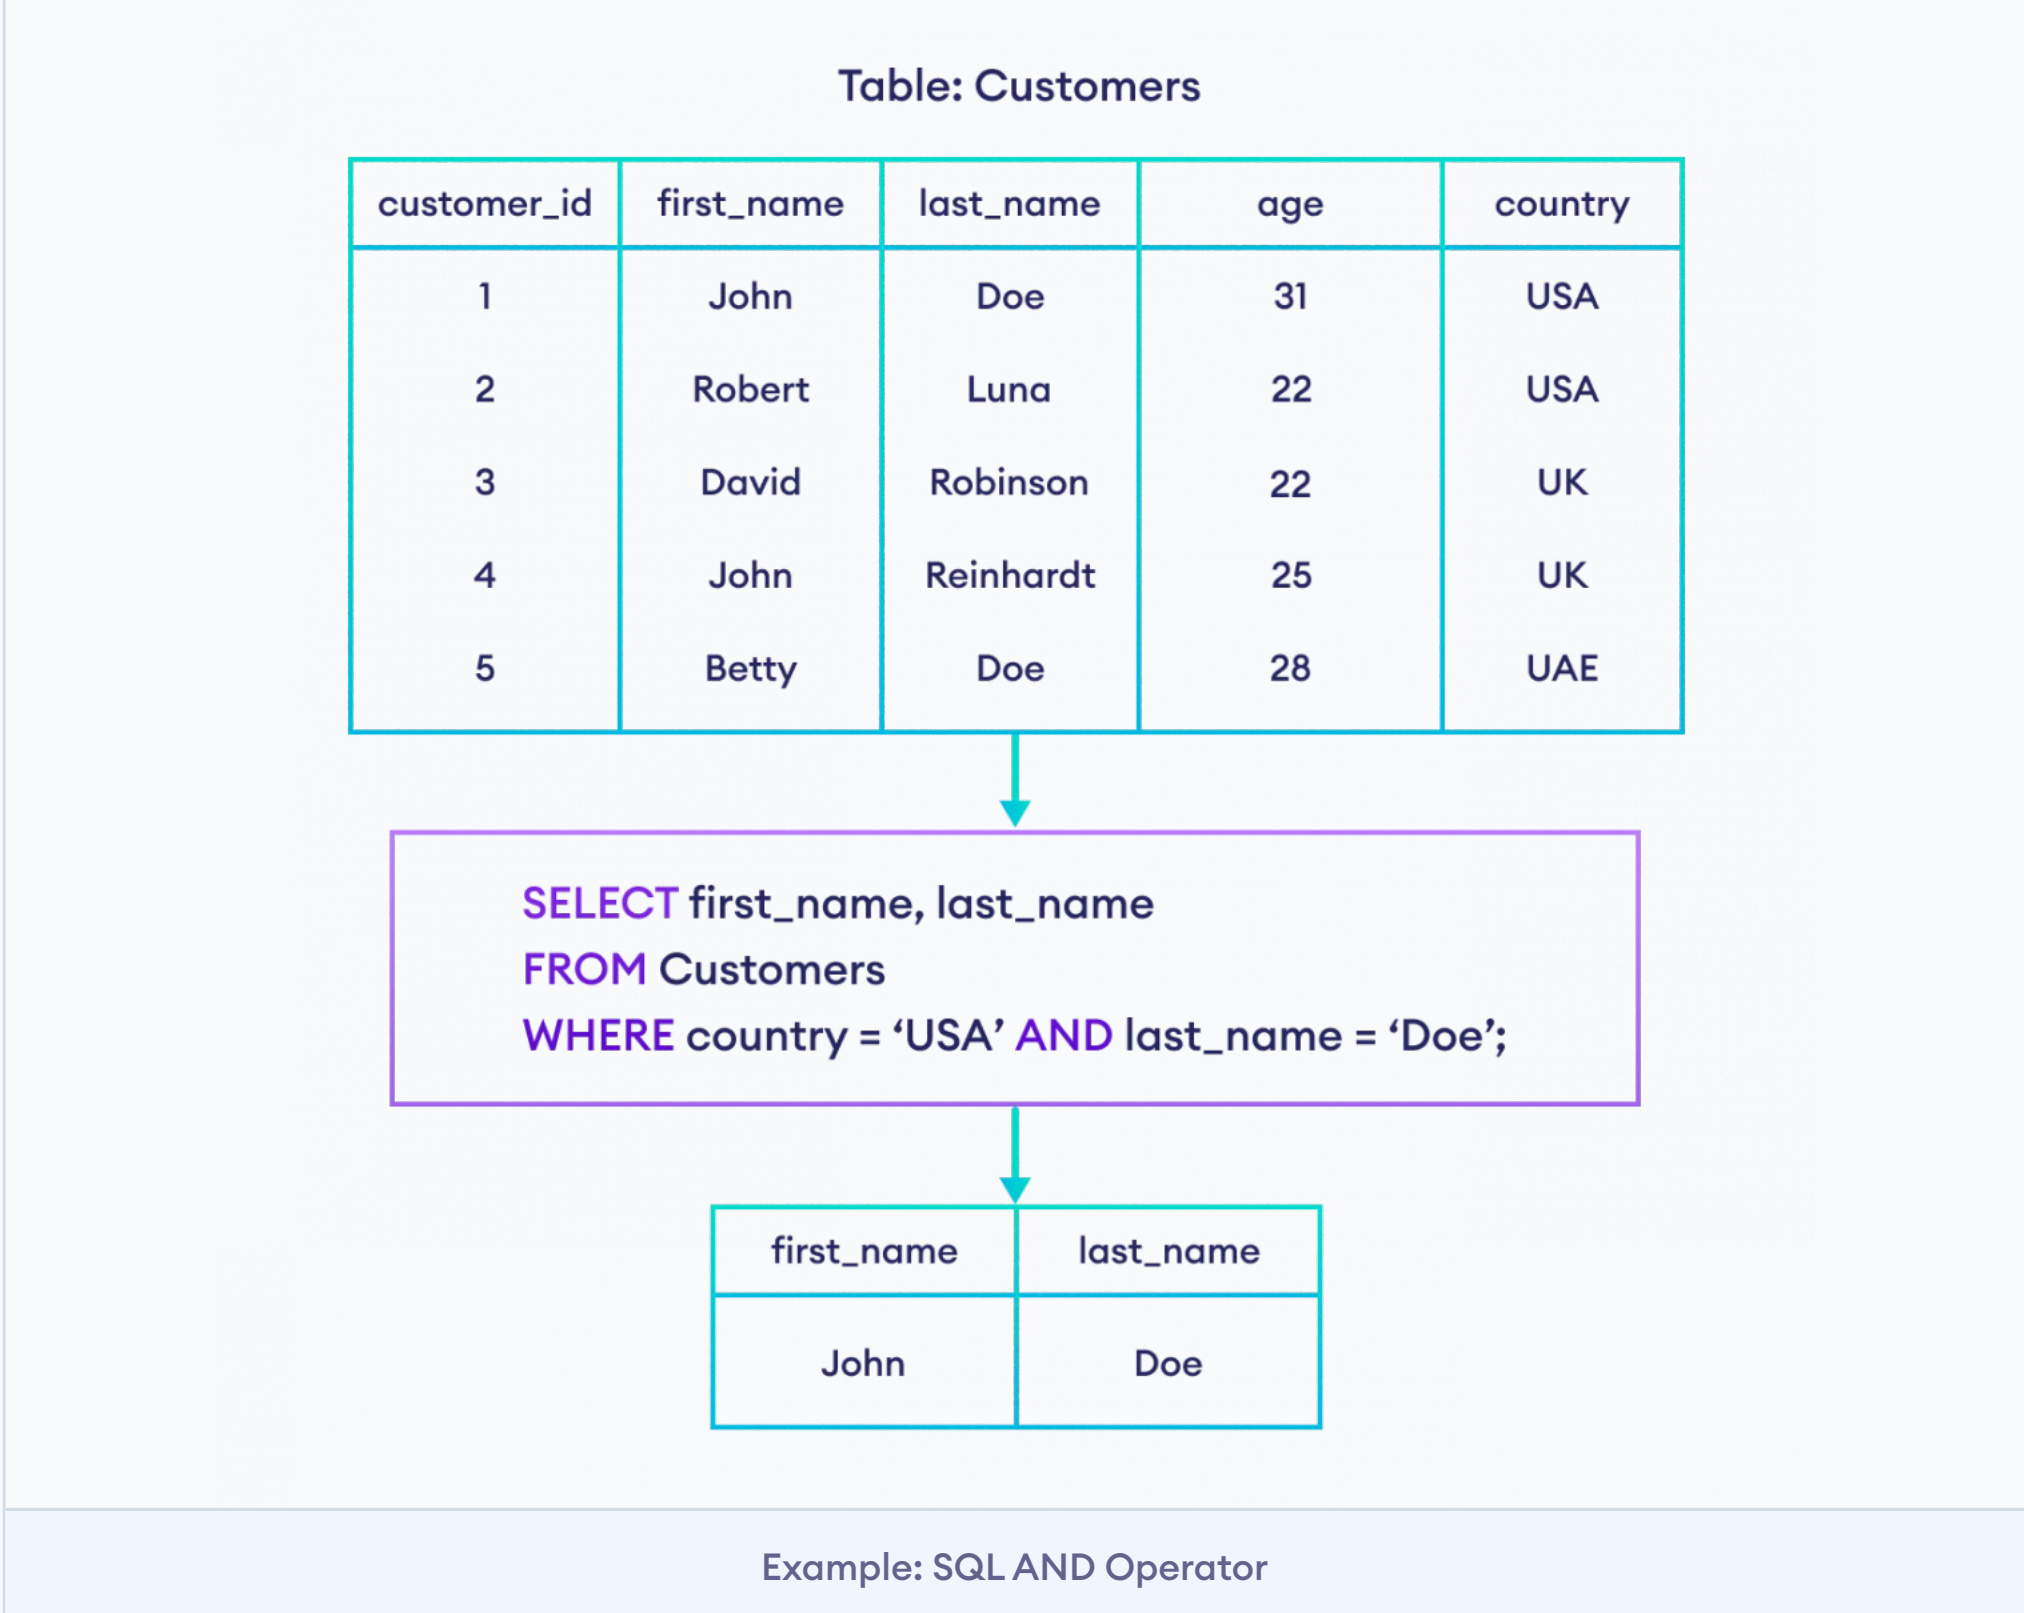 Table: Customers
customer_id first_name last_name age country
1 John Doe 31 USA
2 Robert Luna 22 USA
3 David Robinson 22 UK
4 John Reinhardt 25 UK
5 Betty Doe 28 UAE
SELECT first_name, last_name
FROM Customers
WHERE country = ‘USA’ AND last_name = ‘Doe’;
first_name last_name
John Doe
Example: SQL AND Operator